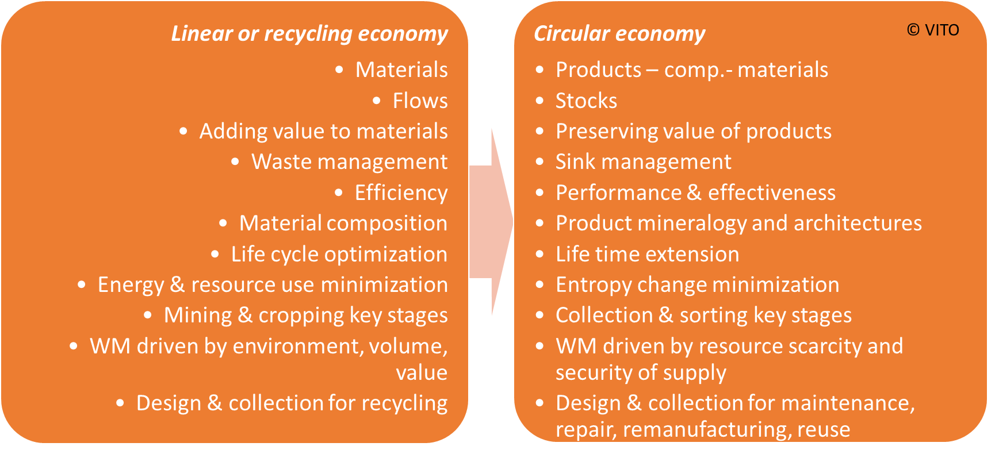 Linear or recycling economy
• Materials
• Flows
• Adding value to materials
• Waste management
• Efficiency
• Material composition
• Life cycle optimization
• Energy & resource use minimization
• Mining & cropping key stages
• WM driven by environment, volume,
value
• Design & collection for recycling
Circular economy
© VITO
• Products – comp.- materials
• Stocks
• Preserving value of products
• Sink management
• Performance & effectiveness
• Product mineralogy and architectures
• Life time extension
• Entropy change minimization
• Collection & sorting key stages
• WM driven by resource scarcity and
security of supply
• Design & collection for maintenance,
repair, remanufacturing, reuse